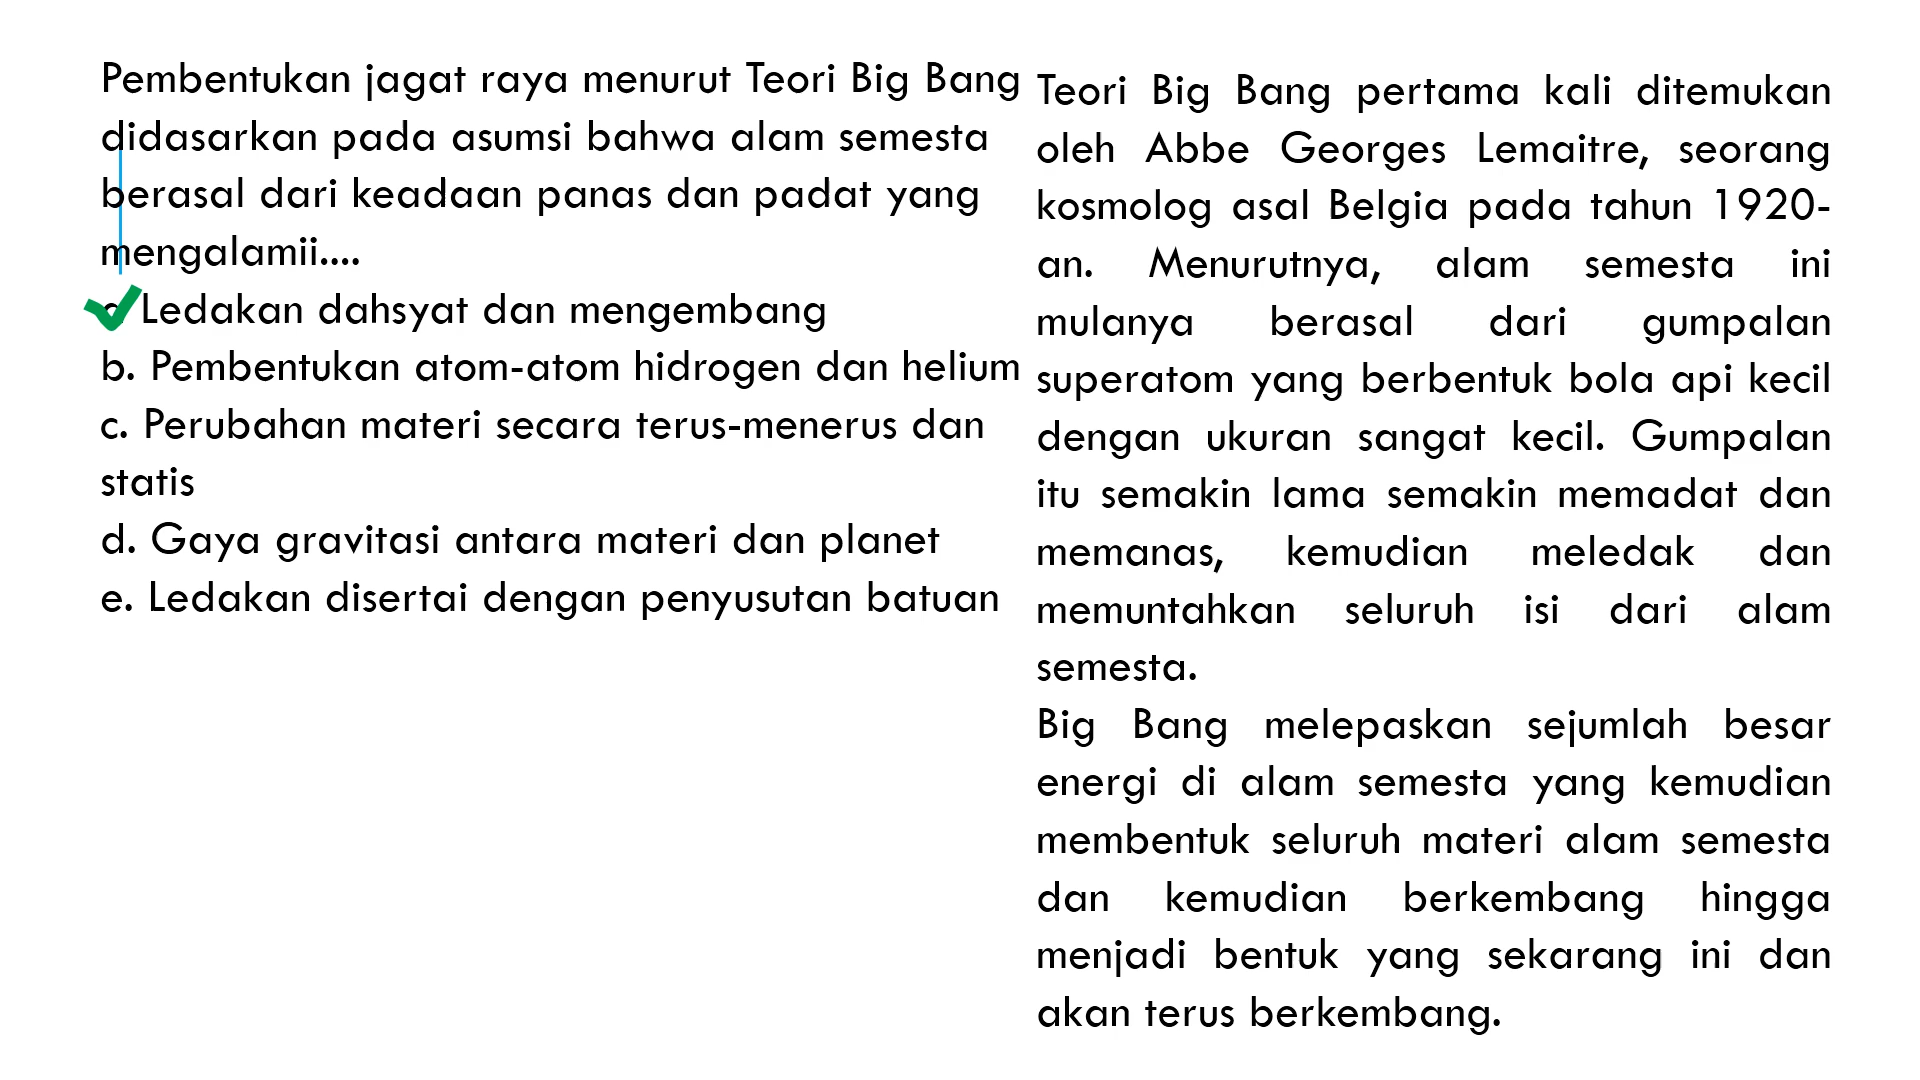 Pembentukan jagat raya menurut Teori Big Bang
didasarkan pada asumsi bahwa alam semesta
berasal dari keadaan panas dan padat yang
mengalamii....
Ledakan dahsyat dan mengembang
b. Pembentukan atom-atom hidrogen dan helium
c. Perubahan materi secara terus-menerus dan
statis
d. Gaya gravitasi antara materi dan planet
e. Ledakan disertai dengan penyusutan batuan
Teori Big Bang pertama kali ditemukan
oleh Abbe Georges Lemaitre, seorang
kosmolog asal Belgia pada tahun 1920-
an. Menurutnya, alam semesta ini
mulanya berasal dari gumpalan
superatom yang berbentuk bola api kecil
dengan ukuran sangat kecil. Gumpalan
itu semakin lama semakin memadat dan
memanas, kemudian meledak dan
memuntahkan seluruh isi dari alam
semesta.
Big Bang melepaskan sejumlah besar
energi di alam semesta yang kemudian
membentuk seluruh materi alam semesta
dan kemudian berkembang hingga
menjadi bentuk yang sekarang ini dan
akan terus berkembang.